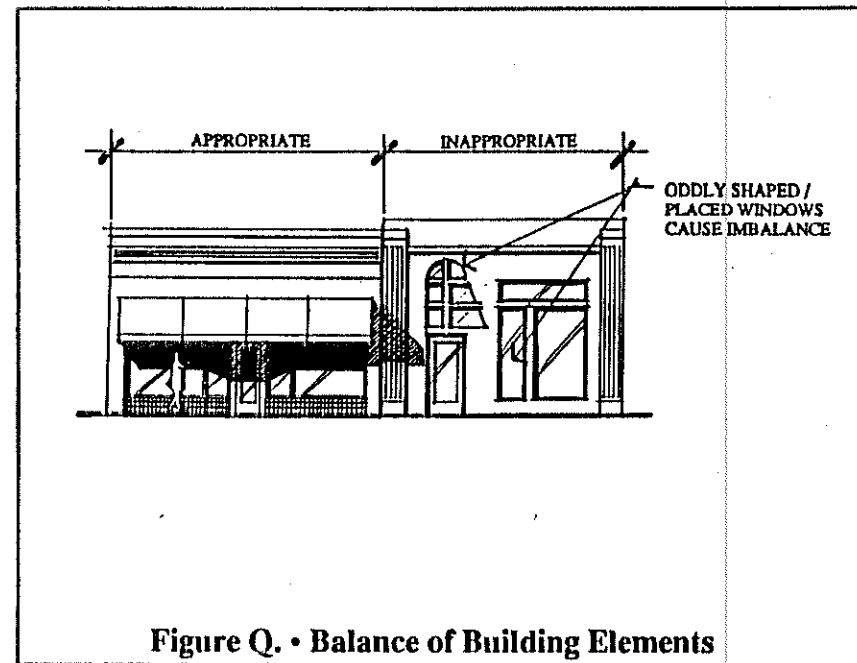 APPROPRIATE
INAPPROPRIATE
ODDLY SHAPED /
PLACED WINDOWS
CAUSE IMBALANCE
Figure Q. • Balance of Building Elements